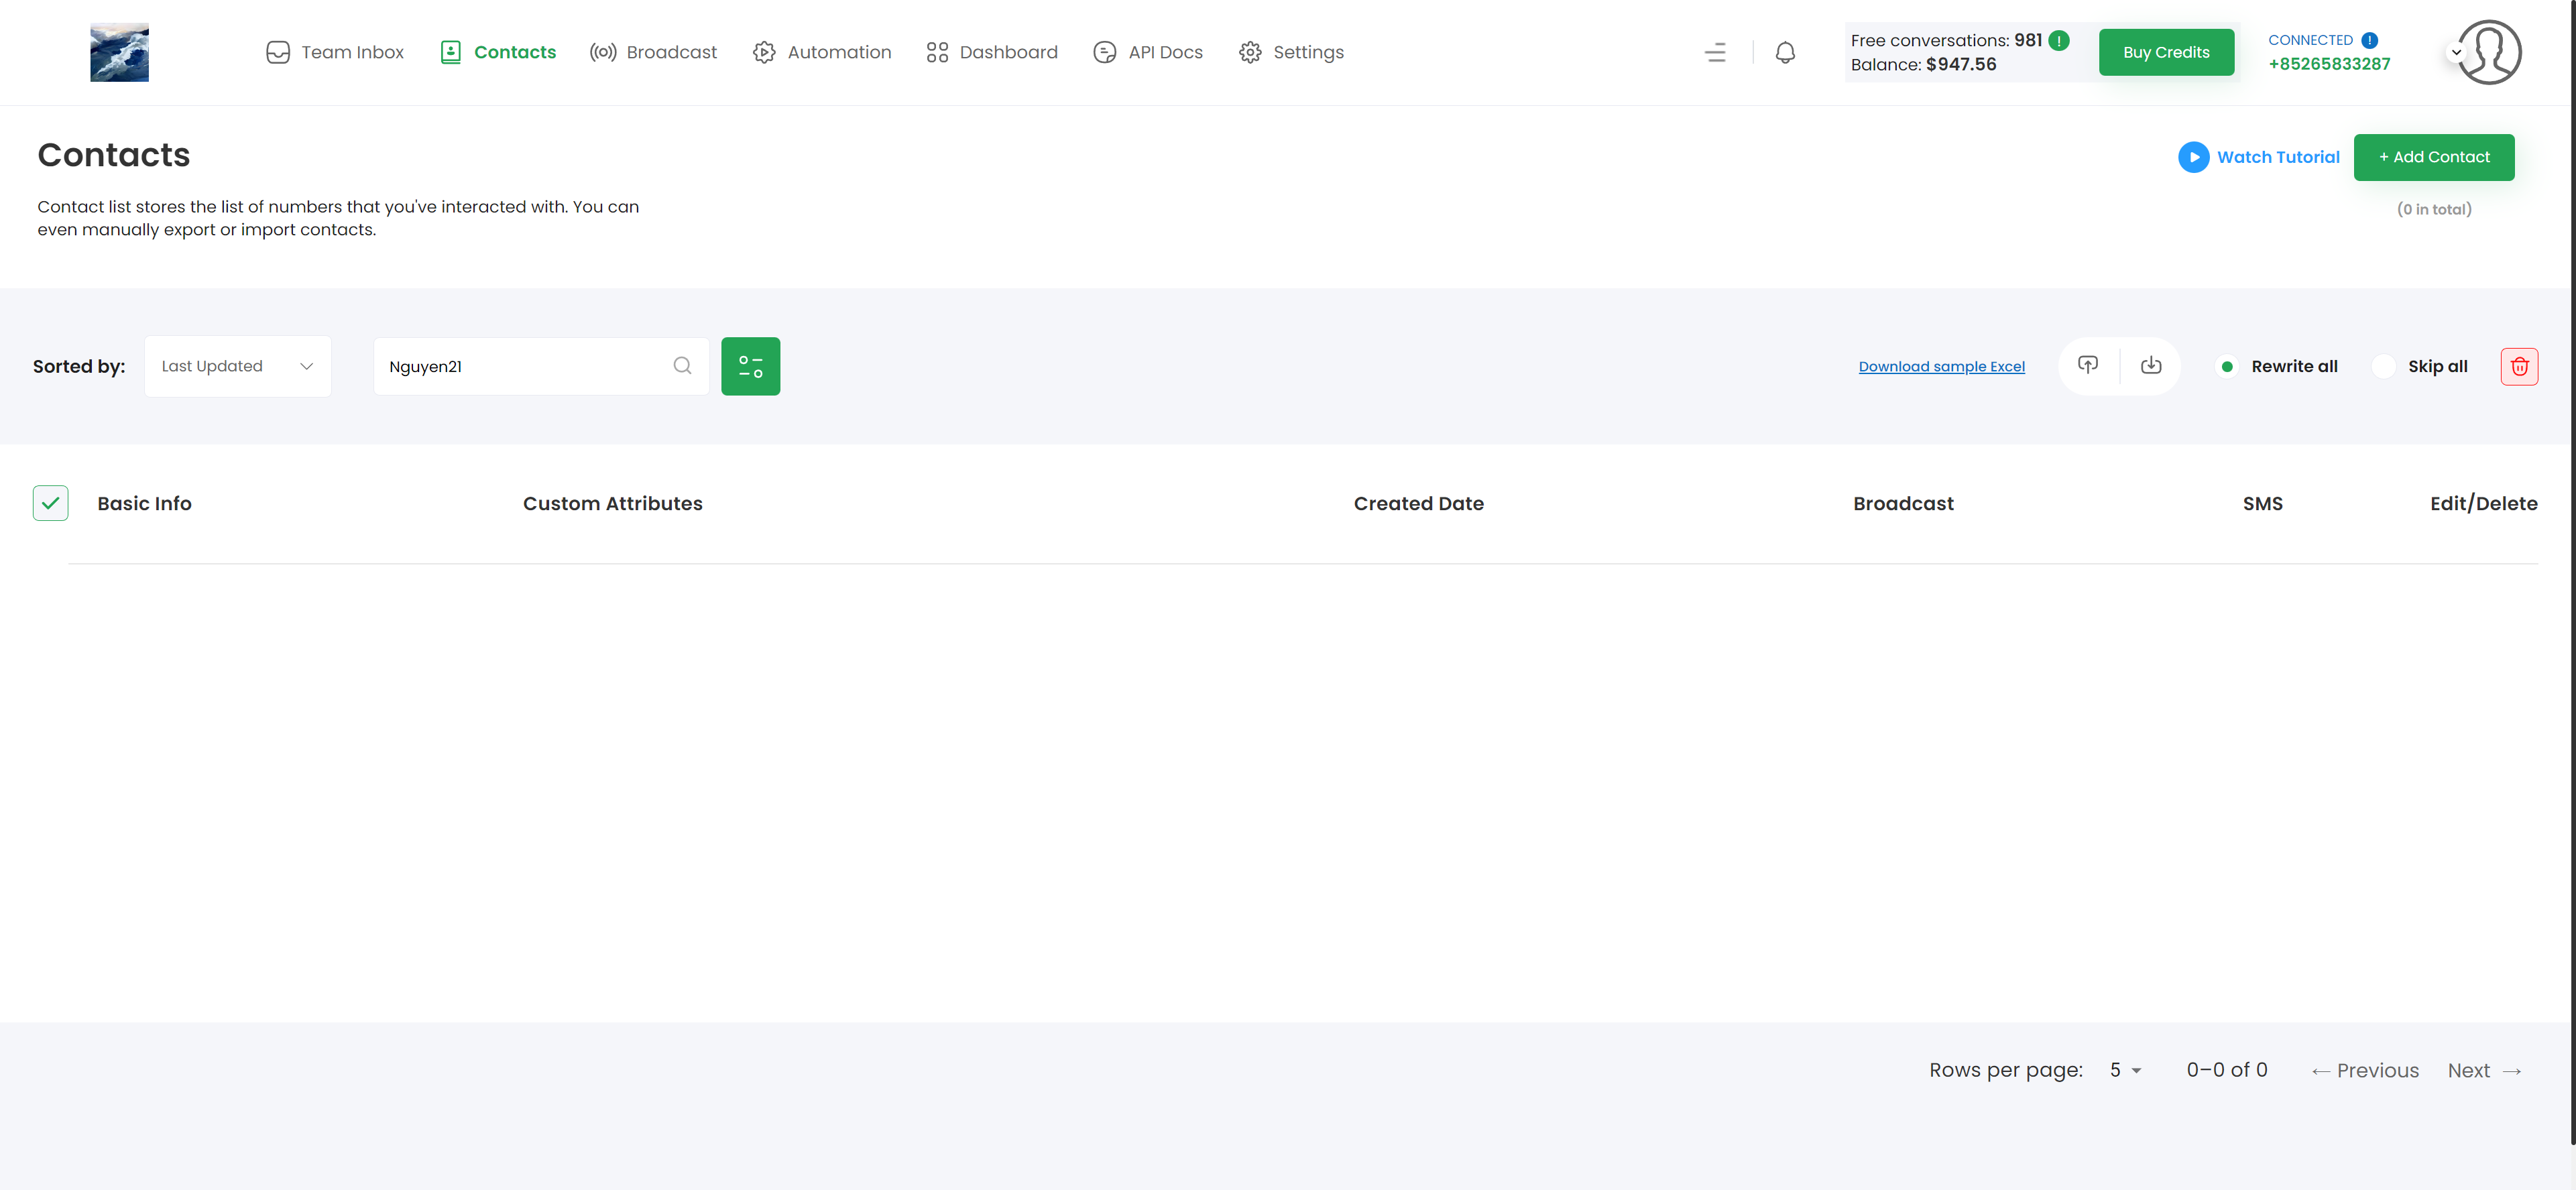 Team Inbox
Contacts
Broadcast
Automation
Dashboard
API Docs
Settings
Free conversations: 981
Balance: $947.56
Buy Credits
CONNECTED
+85265833287
Contacts
Watch Tutorial
+ Add Contact
Contact list stores the list of numbers that you've interacted with. You can
even manually export or import contacts.
(0 in total)
Sorted by:
Last Updated
Nguyen21
Download sample Excel
Rewrite all
Skip all
Basic Info
Custom Attributes
Created Date
Broadcast
SMS
Edit/Delete
Rows per page:
5
0–0 of 0
← Previous
Next →